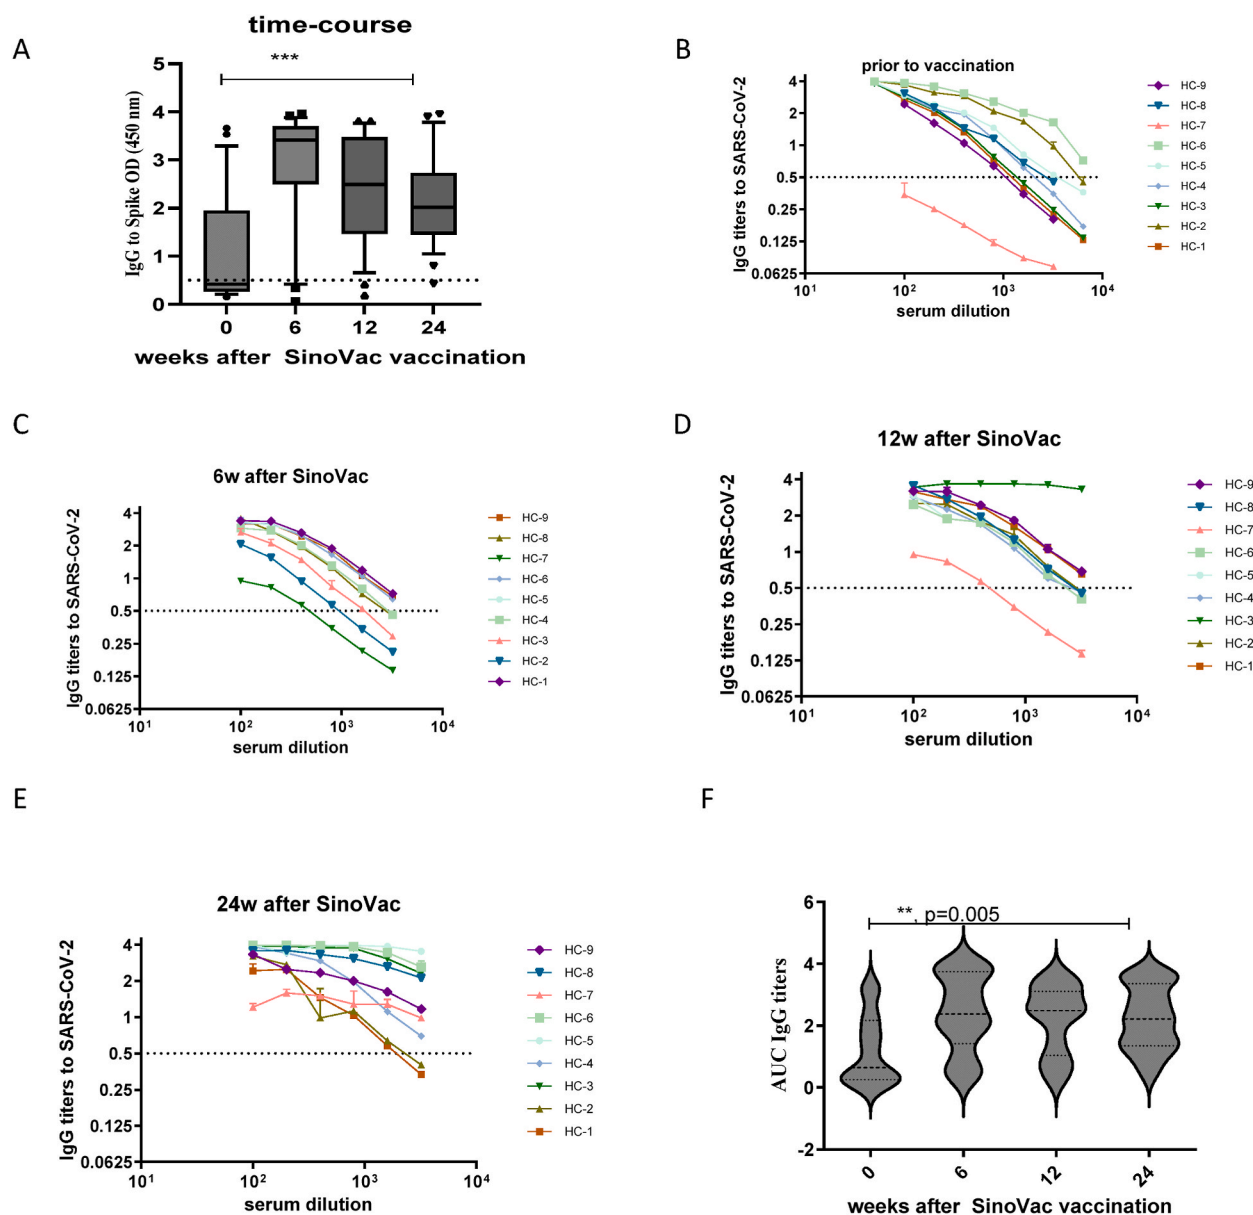 A
time-course
***
5
4
3
2
1
0
IgG to Spike OD (450 nm)
0 6 12 24
weeks after SinoVac vaccination
B
prior to vaccination
4
2
1
0.5
0.25
0.125
0.0625
IgG titers to SARS-CoV-2
10¹ 10² 10³ 10⁴
serum dilution
HC-9
HC-8
HC-7
HC-6
HC-5
HC-4
HC-3
HC-2
HC-1
C
6w after SinoVac
4
2
1
0.5
0.25
0.125
0.0625
IgG titers to SARS-CoV-2
10¹ 10² 10³ 10⁴
serum dilution
HC-9
HC-8
HC-7
HC-6
HC-5
HC-4
HC-3
HC-2
HC-1
D
12w after SinoVac
4
2
1
0.5
0.25
0.125
0.0625
IgG titers to SARS-CoV-2
10¹ 10² 10³ 10⁴
serum dilution
HC-9
HC-8
HC-7
HC-6
HC-5
HC-4
HC-3
HC-2
HC-1
E
24w after SinoVac
4
2
1
0.5
0.25
0.125
0.0625
IgG titers to SARS-CoV-2
10¹ 10² 10³ 10⁴
serum dilution
HC-9
HC-8
HC-7
HC-6
HC-5
HC-4
HC-3
HC-2
HC-1
F
**, p=0.005
6
4
2
0
-2
AUC IgG titers
0 6 12 24
weeks after SinoVac vaccination